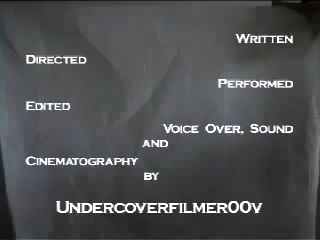 Written
Directed
Performed
Edited
Voice Over, Sound
and
Cinematography
by
Undercoverfilmer00v